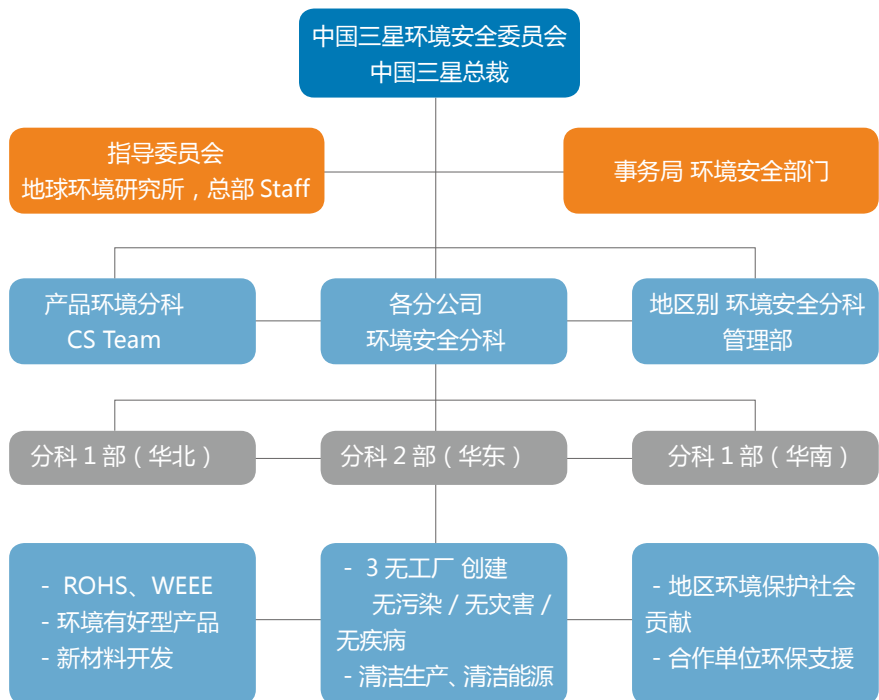 中国三星环境安全委员会
中国三星总裁
指导委员会
地球环境研究所，总部 Staff
事务局 环境安全部门
产品环境分科
CS Team
各分公司
环境安全分科
地区别 环境安全分科
管理部
分科 1 部（华北）
分科 2 部（华东）
分科 1 部（华南）
- ROHS、WEEE
- 环境有好型产品
- 新材料开发
- 3 无工厂 创建
无污染 / 无灾害 /
无疾病
- 清洁生产、清洁能源
- 地区环境保护社会
贡献
- 合作单位环保支援